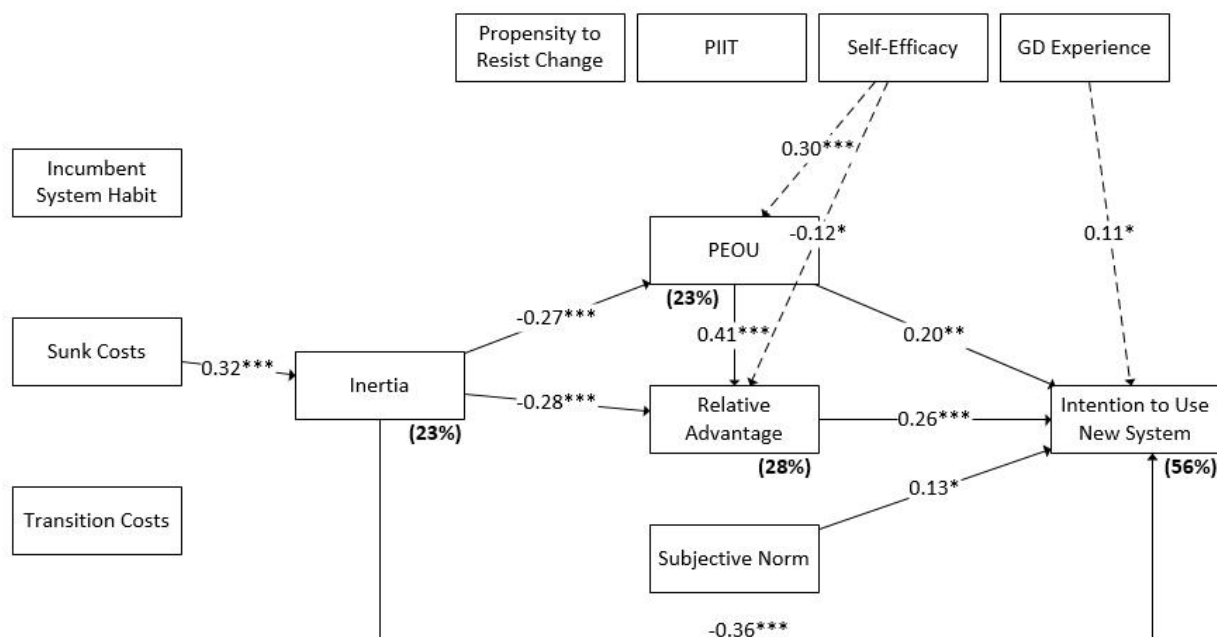 Propensity to
Resist Change
PIIT
Self-Efficacy
GD Experience
Incumbent
System Habit
0.30***
PEOU
-0.12*
0.11*
(23%)
-0.27***
0.41***
0.20**
Sunk Costs
0.32***
Inertia
(23%)
-0.28***
Relative
Advantage
(28%)
0.26***
Intention to Use
New System
(56%)
0.13*
Transition Costs
Subjective Norm
-0.36***